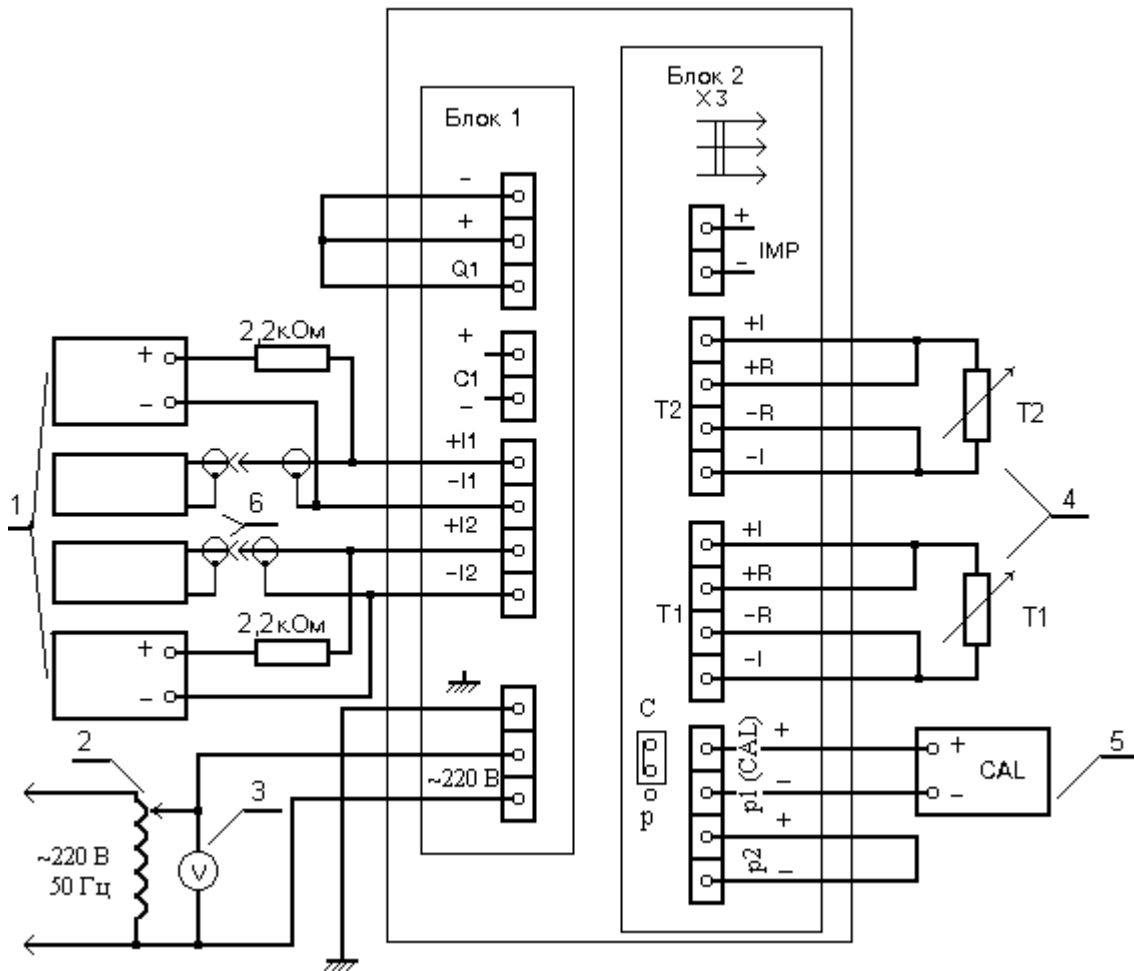 Блок 2
X3
Блок 1
-
+
Q1
+
-
IMP
2,2кОм
+
-
+
C1
-
+I1
-I1
+I2
-I2
T2
+I
+R
-R
-I
T2
1
6
4
T1
+I
+R
-R
-I
T1
2,2кОм
+
-
C
p
p1 (CAL)
+
-
+
-
CAL
5
p2
+
-
2
3
~220 В
V
~220 В
50 Гц